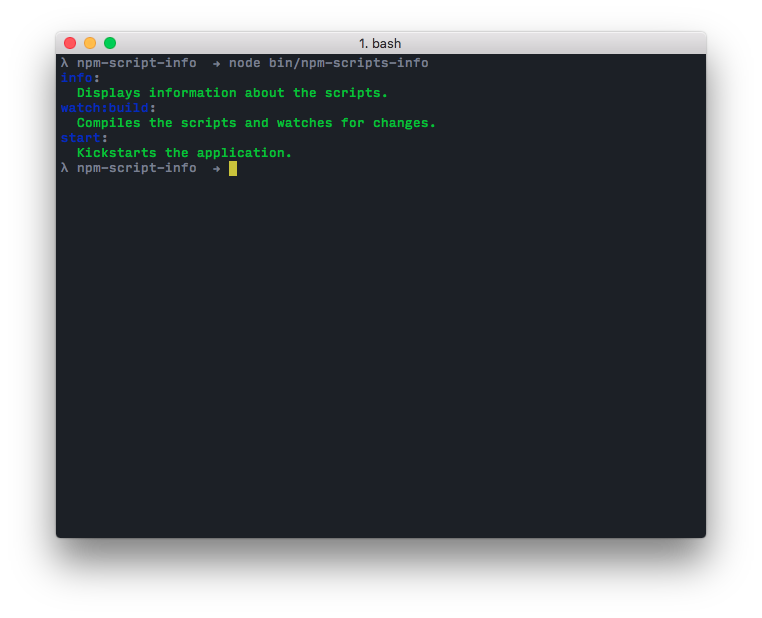 1. bash
λ npm-script-info  → node bin/npm-scripts-info
info:
  Displays information about the scripts.
watch:build:
  Compiles the scripts and watches for changes.
start:
  Kickstarts the application.
λ npm-script-info  →